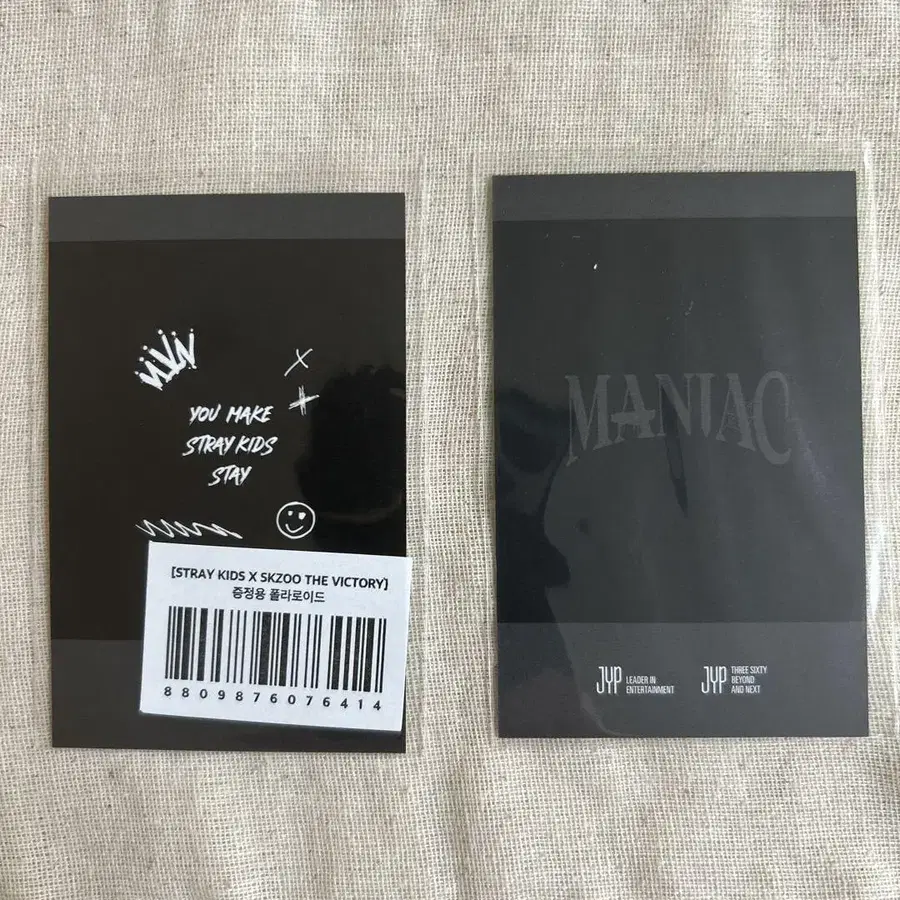 YOU MAKE
STRAY KIDS
STAY
[STRAY KIDS X SKZOO THE VICTORY]
증정용 폴라로이드
8809876076414
MANIAC
JYP LEADER IN
ENTERTAINMENT
JYP THREE SIXTY
BEYOND
AND NEXT